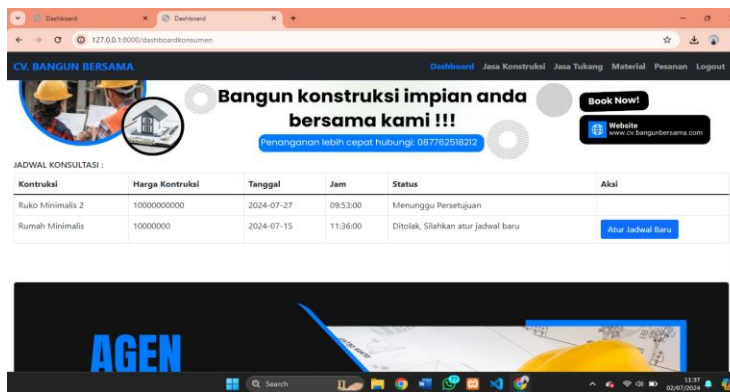 Dashboard
Dashboard
127.0.0.1:8000/dashboardkonsumen
CV. BANGUN BERSAMA
Dashboard Jasa Konstruksi Jasa Tukang Material Pesanan Logout
Bangun konstruksi impian anda
bersama kami !!!
Penanganan lebih cepat hubungi: 087762518212
Book Now!
Website
www.cv.bangunbersama.com
JADWAL KONSULTASI :
Kontruksi Harga Kontruksi Tanggal Jam Status Aksi
Ruko Minimalis 2 10000000000 2024-07-27 09:53:00 Menunggu Persetujuan
Rumah Minimalis 10000000 2024-07-15 11:36:00 Ditolak, Silahkan atur jadwal baru Atur Jadwal Baru
AGEN
Search
11:37
02/07/2024